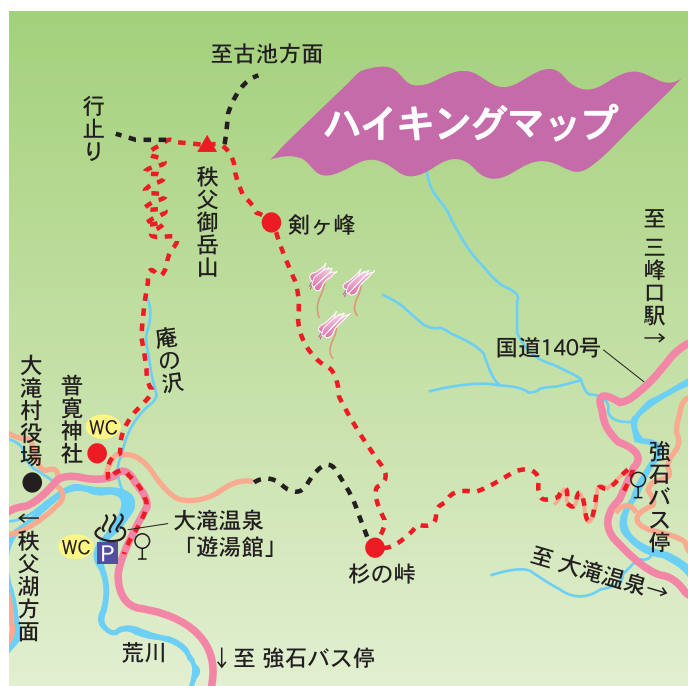 至古池方面
行止り
ハイキングマップ
秩父御岳山
剣ヶ峰
至 三峰口駅→
国道140号
庵の沢
大滝村役場
普寛神社
WC
強石バス停
大滝温泉
「遊湯館」
WC
P
←秩父湖方面
杉の峠
至 大滝温泉→
荒川
↓至 強石バス停